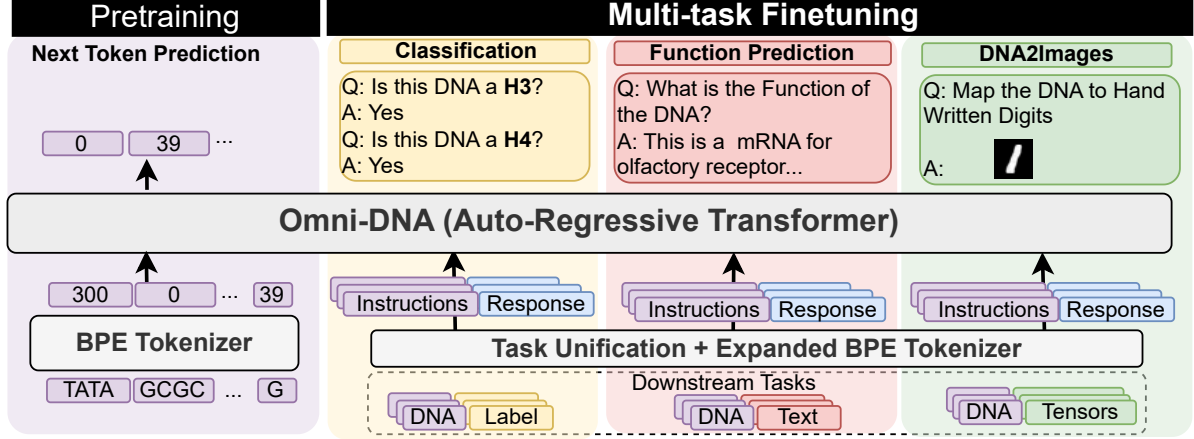 Pretraining
Multi-task Finetuning
Next Token Prediction
0
39
...
Classification
Q: Is this DNA a H3?
A: Yes
Q: Is this DNA a H4?
A: Yes
Function Prediction
Q: What is the Function of
the DNA?
A: This is a mRNA for
olfactory receptor...
DNA2Images
Q: Map the DNA to Hand
Written Digits
A:
Omni-DNA (Auto-Regressive Transformer)
300
0
...
39
BPE Tokenizer
TATA
GCGC
...
G
Instructions
Response
Instructions
Response
Instructions
Response
Task Unification + Expanded BPE Tokenizer
Downstream Tasks
DNA
Label
DNA
Text
DNA
Tensors